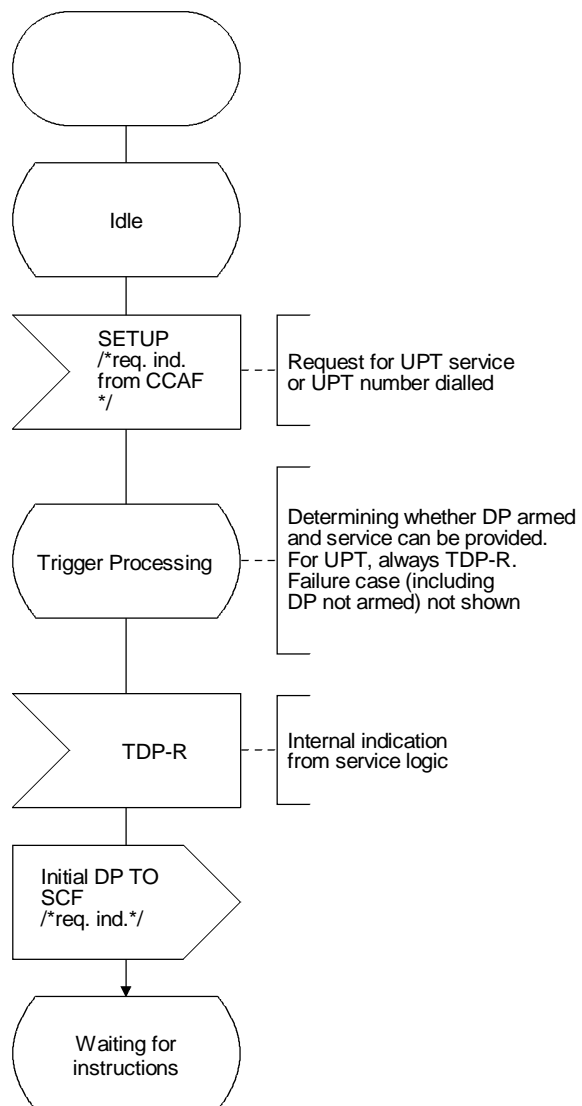 Idle
SETUP
/*req. ind.
from CCAF
*/
Request for UPT service
or UPT number dialled
Trigger Processing
Determining whether DP armed
and service can be provided.
For UPT, always TDP-R.
Failure case (including
DP not armed) not shown
TDP-R
Internal indication
from service logic
Initial DP TO
SCF
/*req. ind.*/
Waiting for
instructions